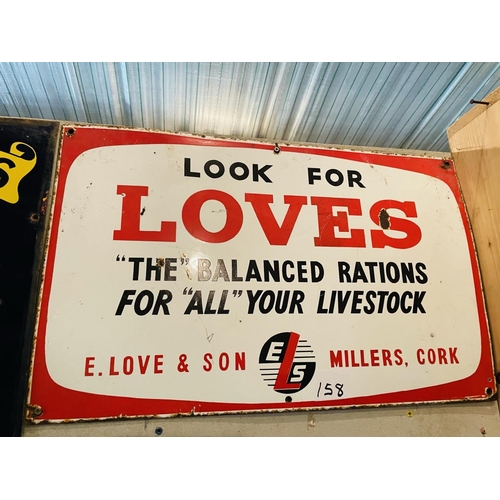 LOOK FOR
LOVES
"THE" BALANCED RATIONS
FOR "ALL" YOUR LIVESTOCK
E. LOVE & SON ELS MILLERS, CORK
158